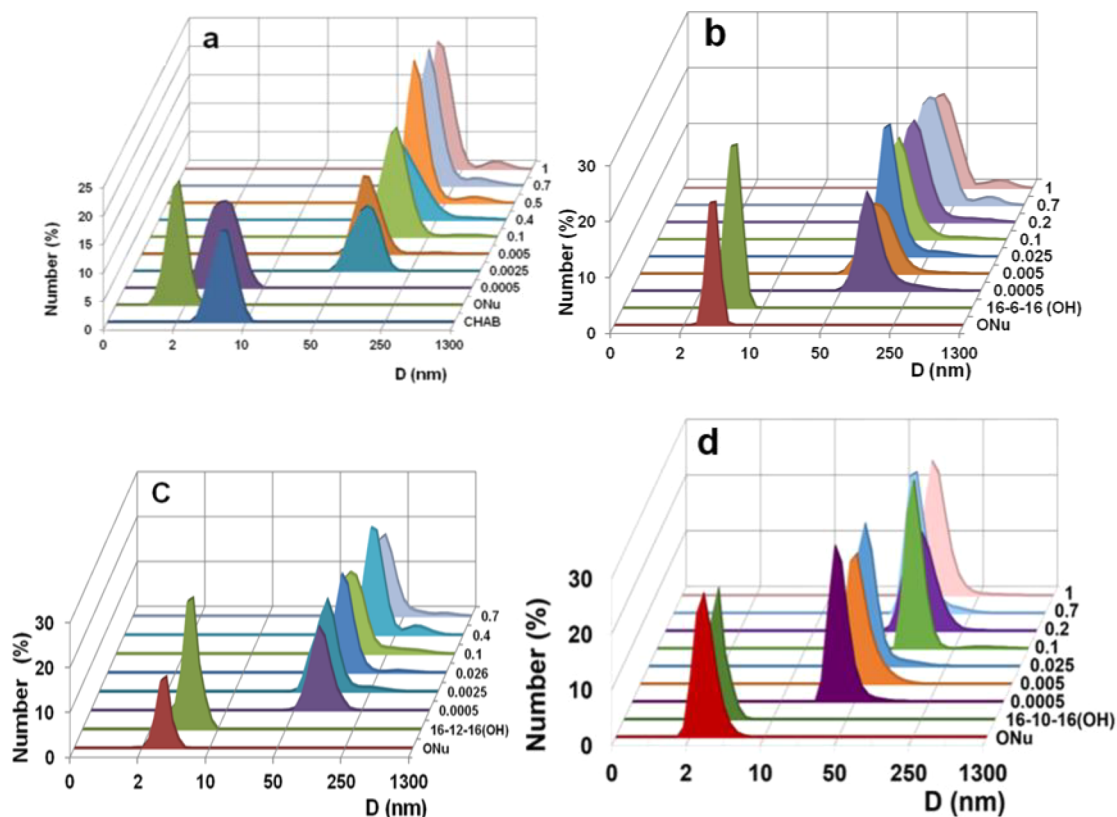 a
25
20
15
10
5
0
Number (%)
1
0.7
0.5
0.4
0.1
0.005
0.0025
0.0005
ONu
CHAB
0 2 10 50 250 1300
D (nm)
b
30
20
10
0
Number (%)
1
0.7
0.2
0.1
0.025
0.005
0.0005
16-6-16 (OH)
ONu
0 2 10 50 250 1300
D (nm)
c
30
20
10
0
Number (%)
0.7
0.4
0.1
0.026
0.0025
0.0005
16-12-16(OH)
ONu
0 2 10 50 250 1300
D (nm)
d
30
20
10
0
Number (%)
1
0.7
0.2
0.1
0.025
0.005
0.0005
16-10-16(OH)
ONu
0 2 10 50 250 1300
D (nm)